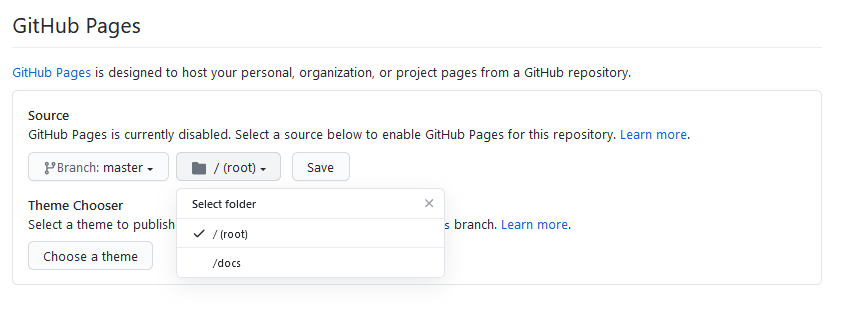 GitHub Pages
GitHub Pages is designed to host your personal, organization, or project pages from a GitHub repository.
Source
GitHub Pages is currently disabled. Select a source below to enable GitHub Pages for this repository. Learn more.
Branch: master
/ (root)
Save
Theme Chooser
Select a theme to publish
s branch. Learn more.
Choose a theme
Select folder
/ (root)
/docs